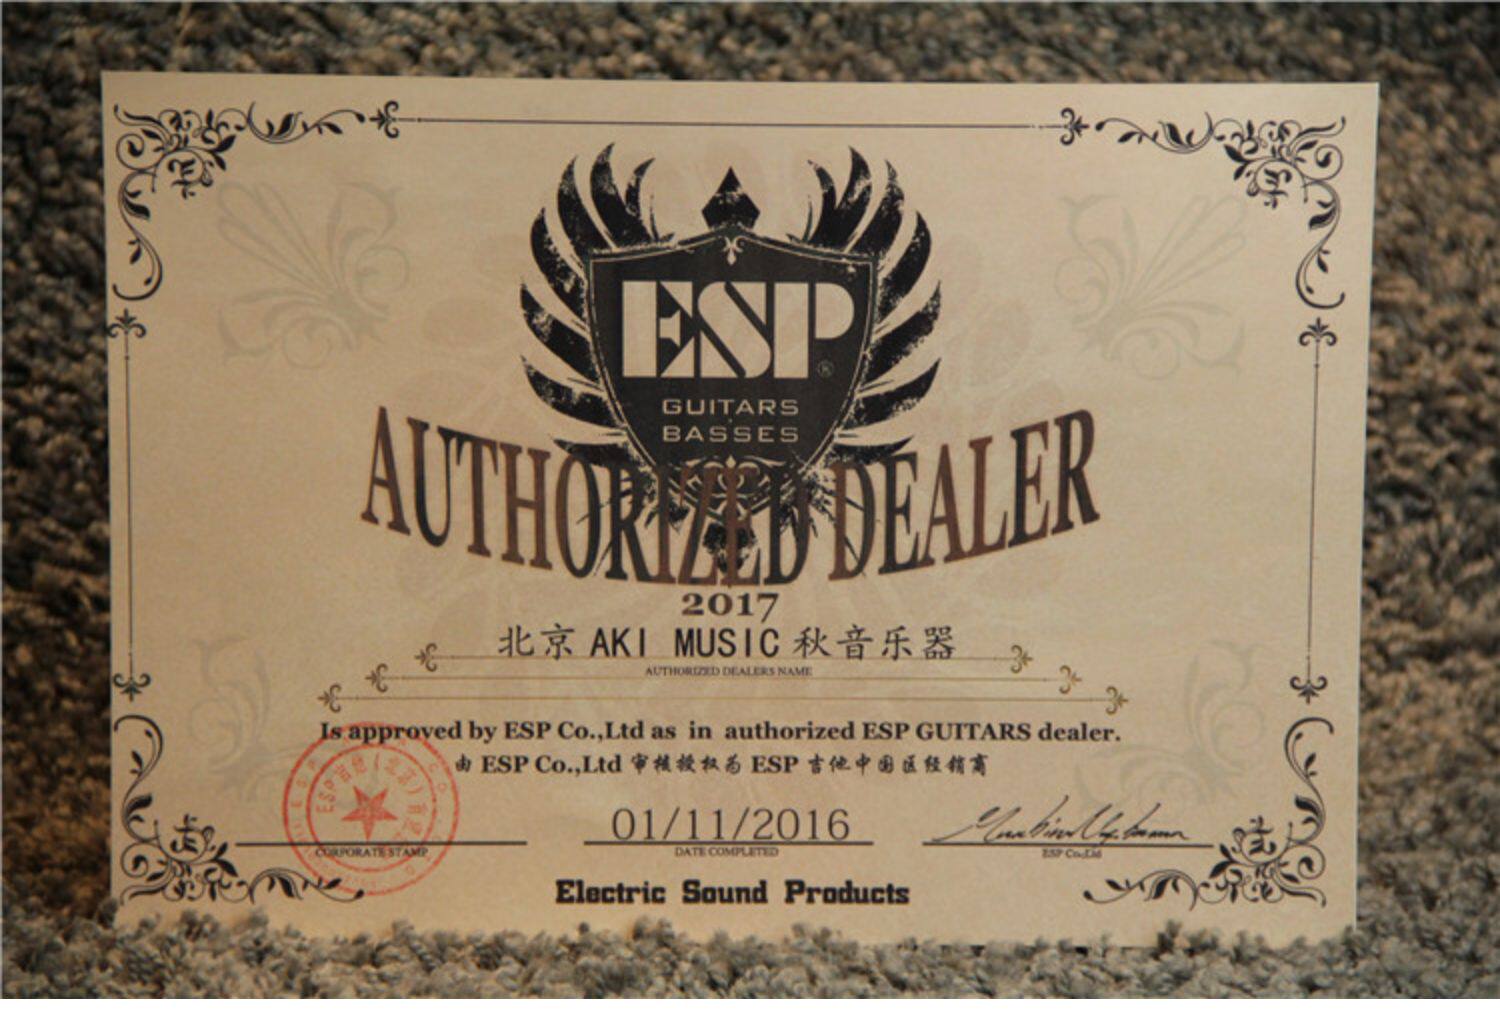 ESP®
GUITARS
BASSES
AUTHORIZED DEALER
2017
北京 AKI MUSIC 秋音乐器
AUTHORIZED DEALERS NAME
Is approved by ESP Co.,Ltd as in authorized ESP GUITARS dealer.
由 ESP Co.,Ltd 审核授权为 ESP 吉他中国区经销商
01/11/2016
CORPORATE STAMP
DATE COMPLETED
ESP Co.,Ltd
Electric Sound Products